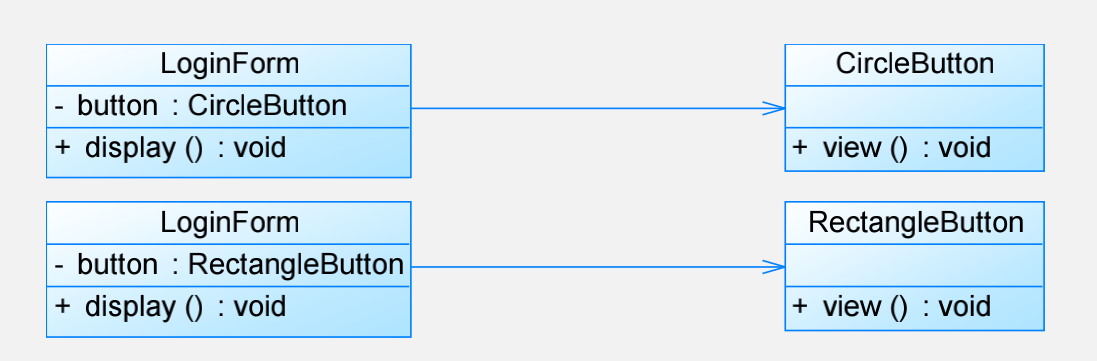 LoginForm
- button : CircleButton
+ display () : void
CircleButton
+ view () : void
LoginForm
- button : RectangleButton
+ display () : void
RectangleButton
+ view () : void